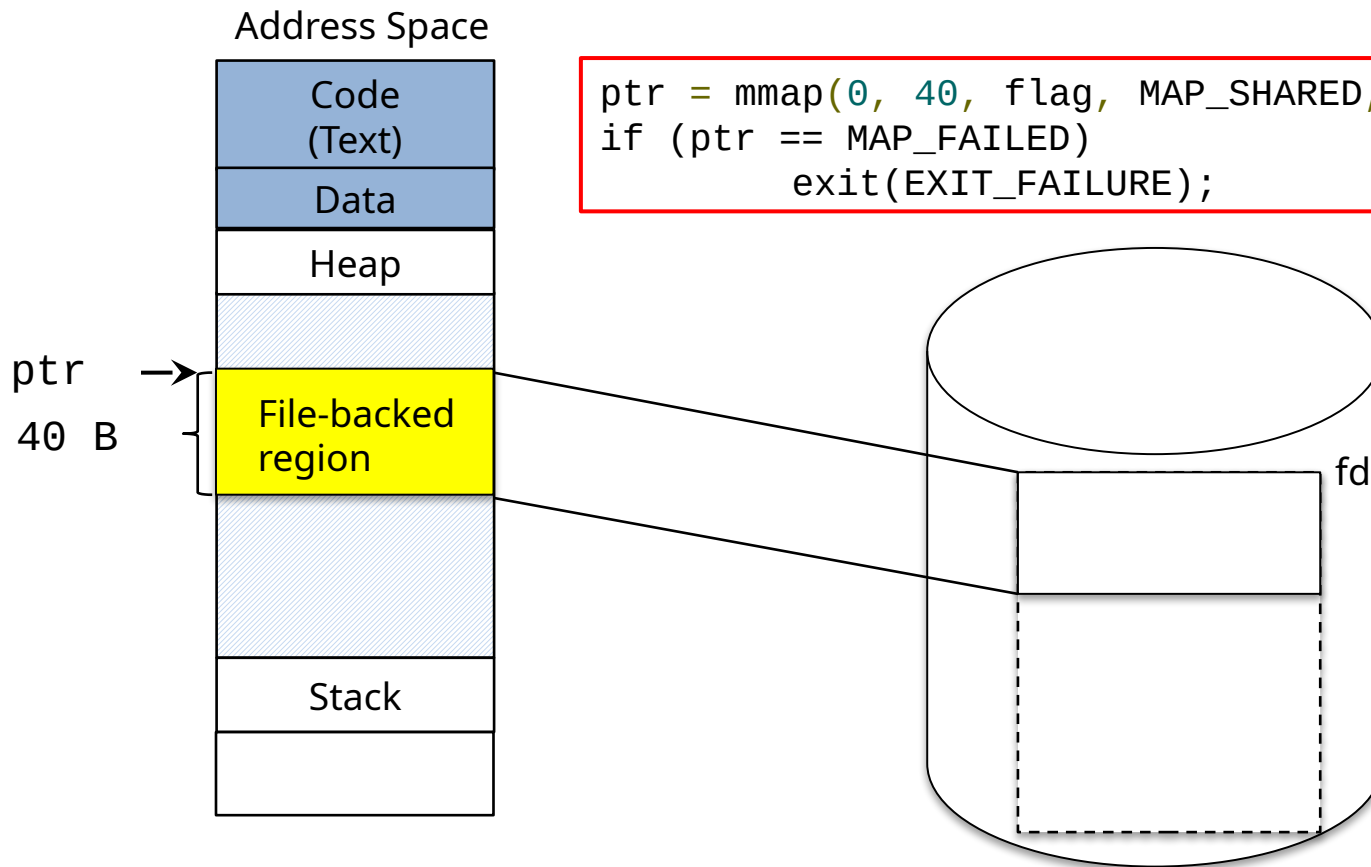 Address Space
ptr = mmap(0, 40, flag, MAP_SHARED,
if (ptr == MAP_FAILED)
exit(EXIT_FAILURE);
Code
(Text)
Data
Heap
ptr
40 B
File-backed
region
fd
Stack